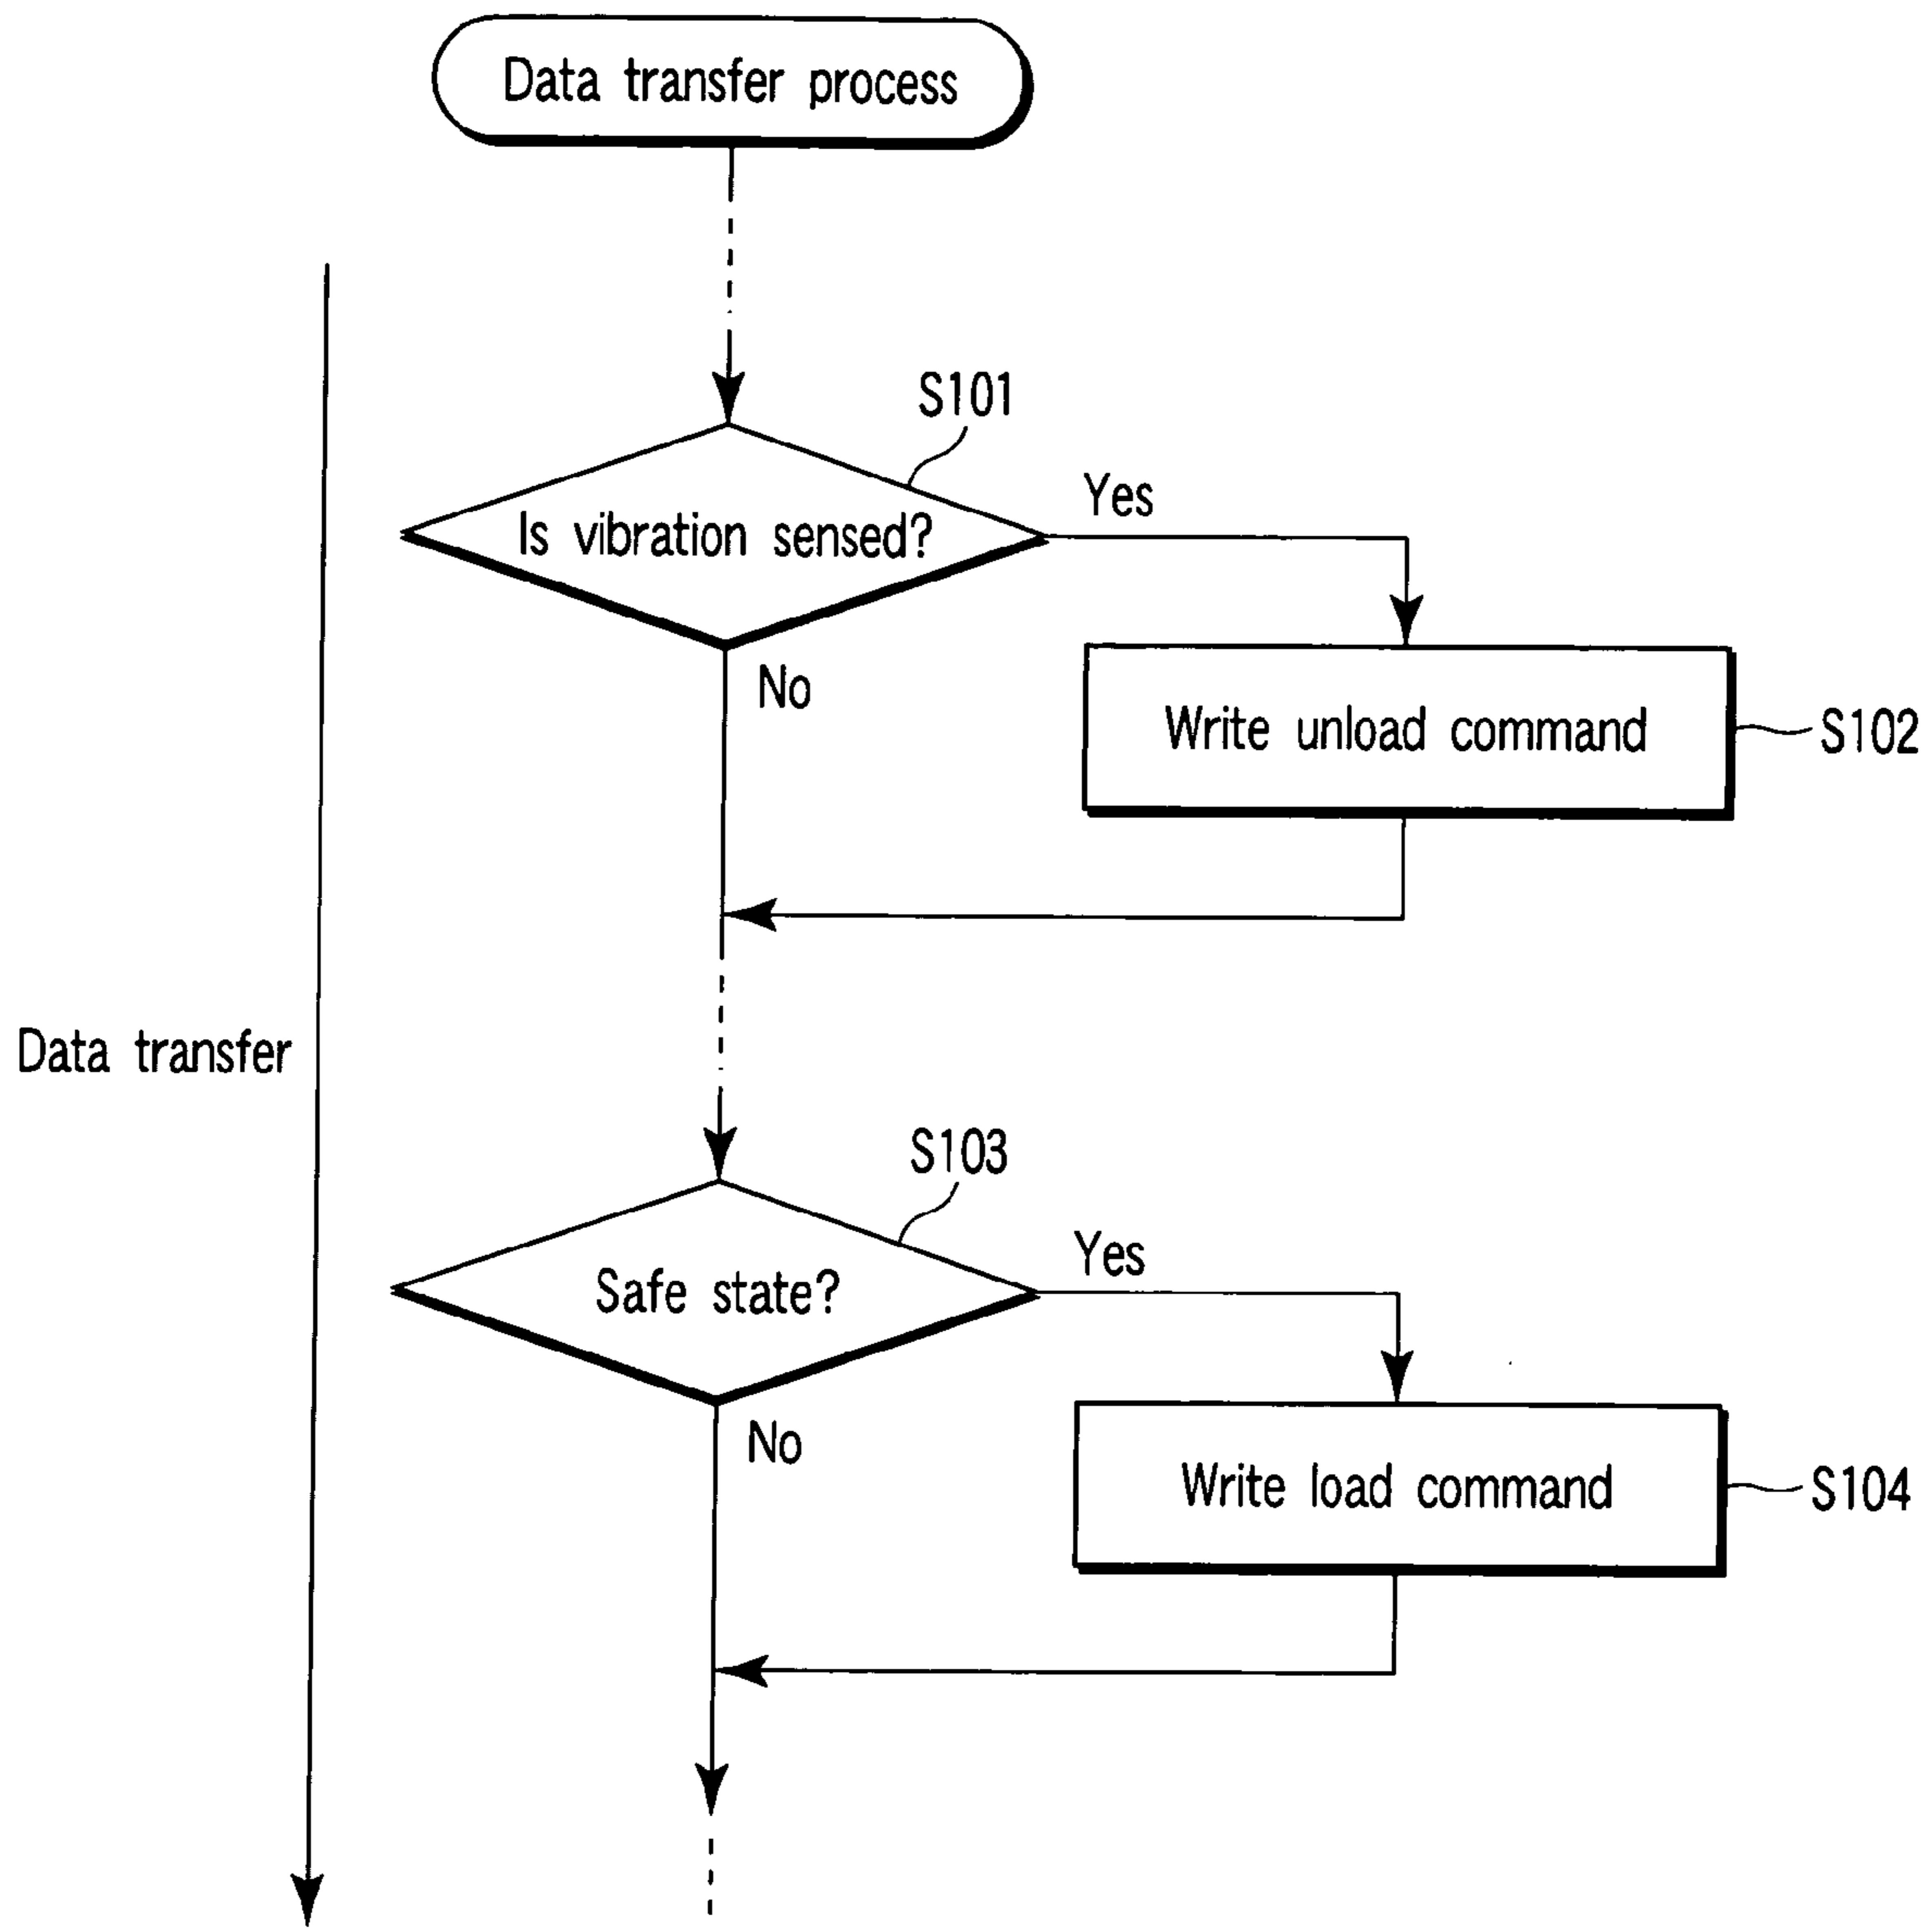 Data transfer process
S101
Is vibration sensed?
Yes
No
Write unload command
S102
Data transfer
S103
Safe state?
Yes
No
Write load command
S104